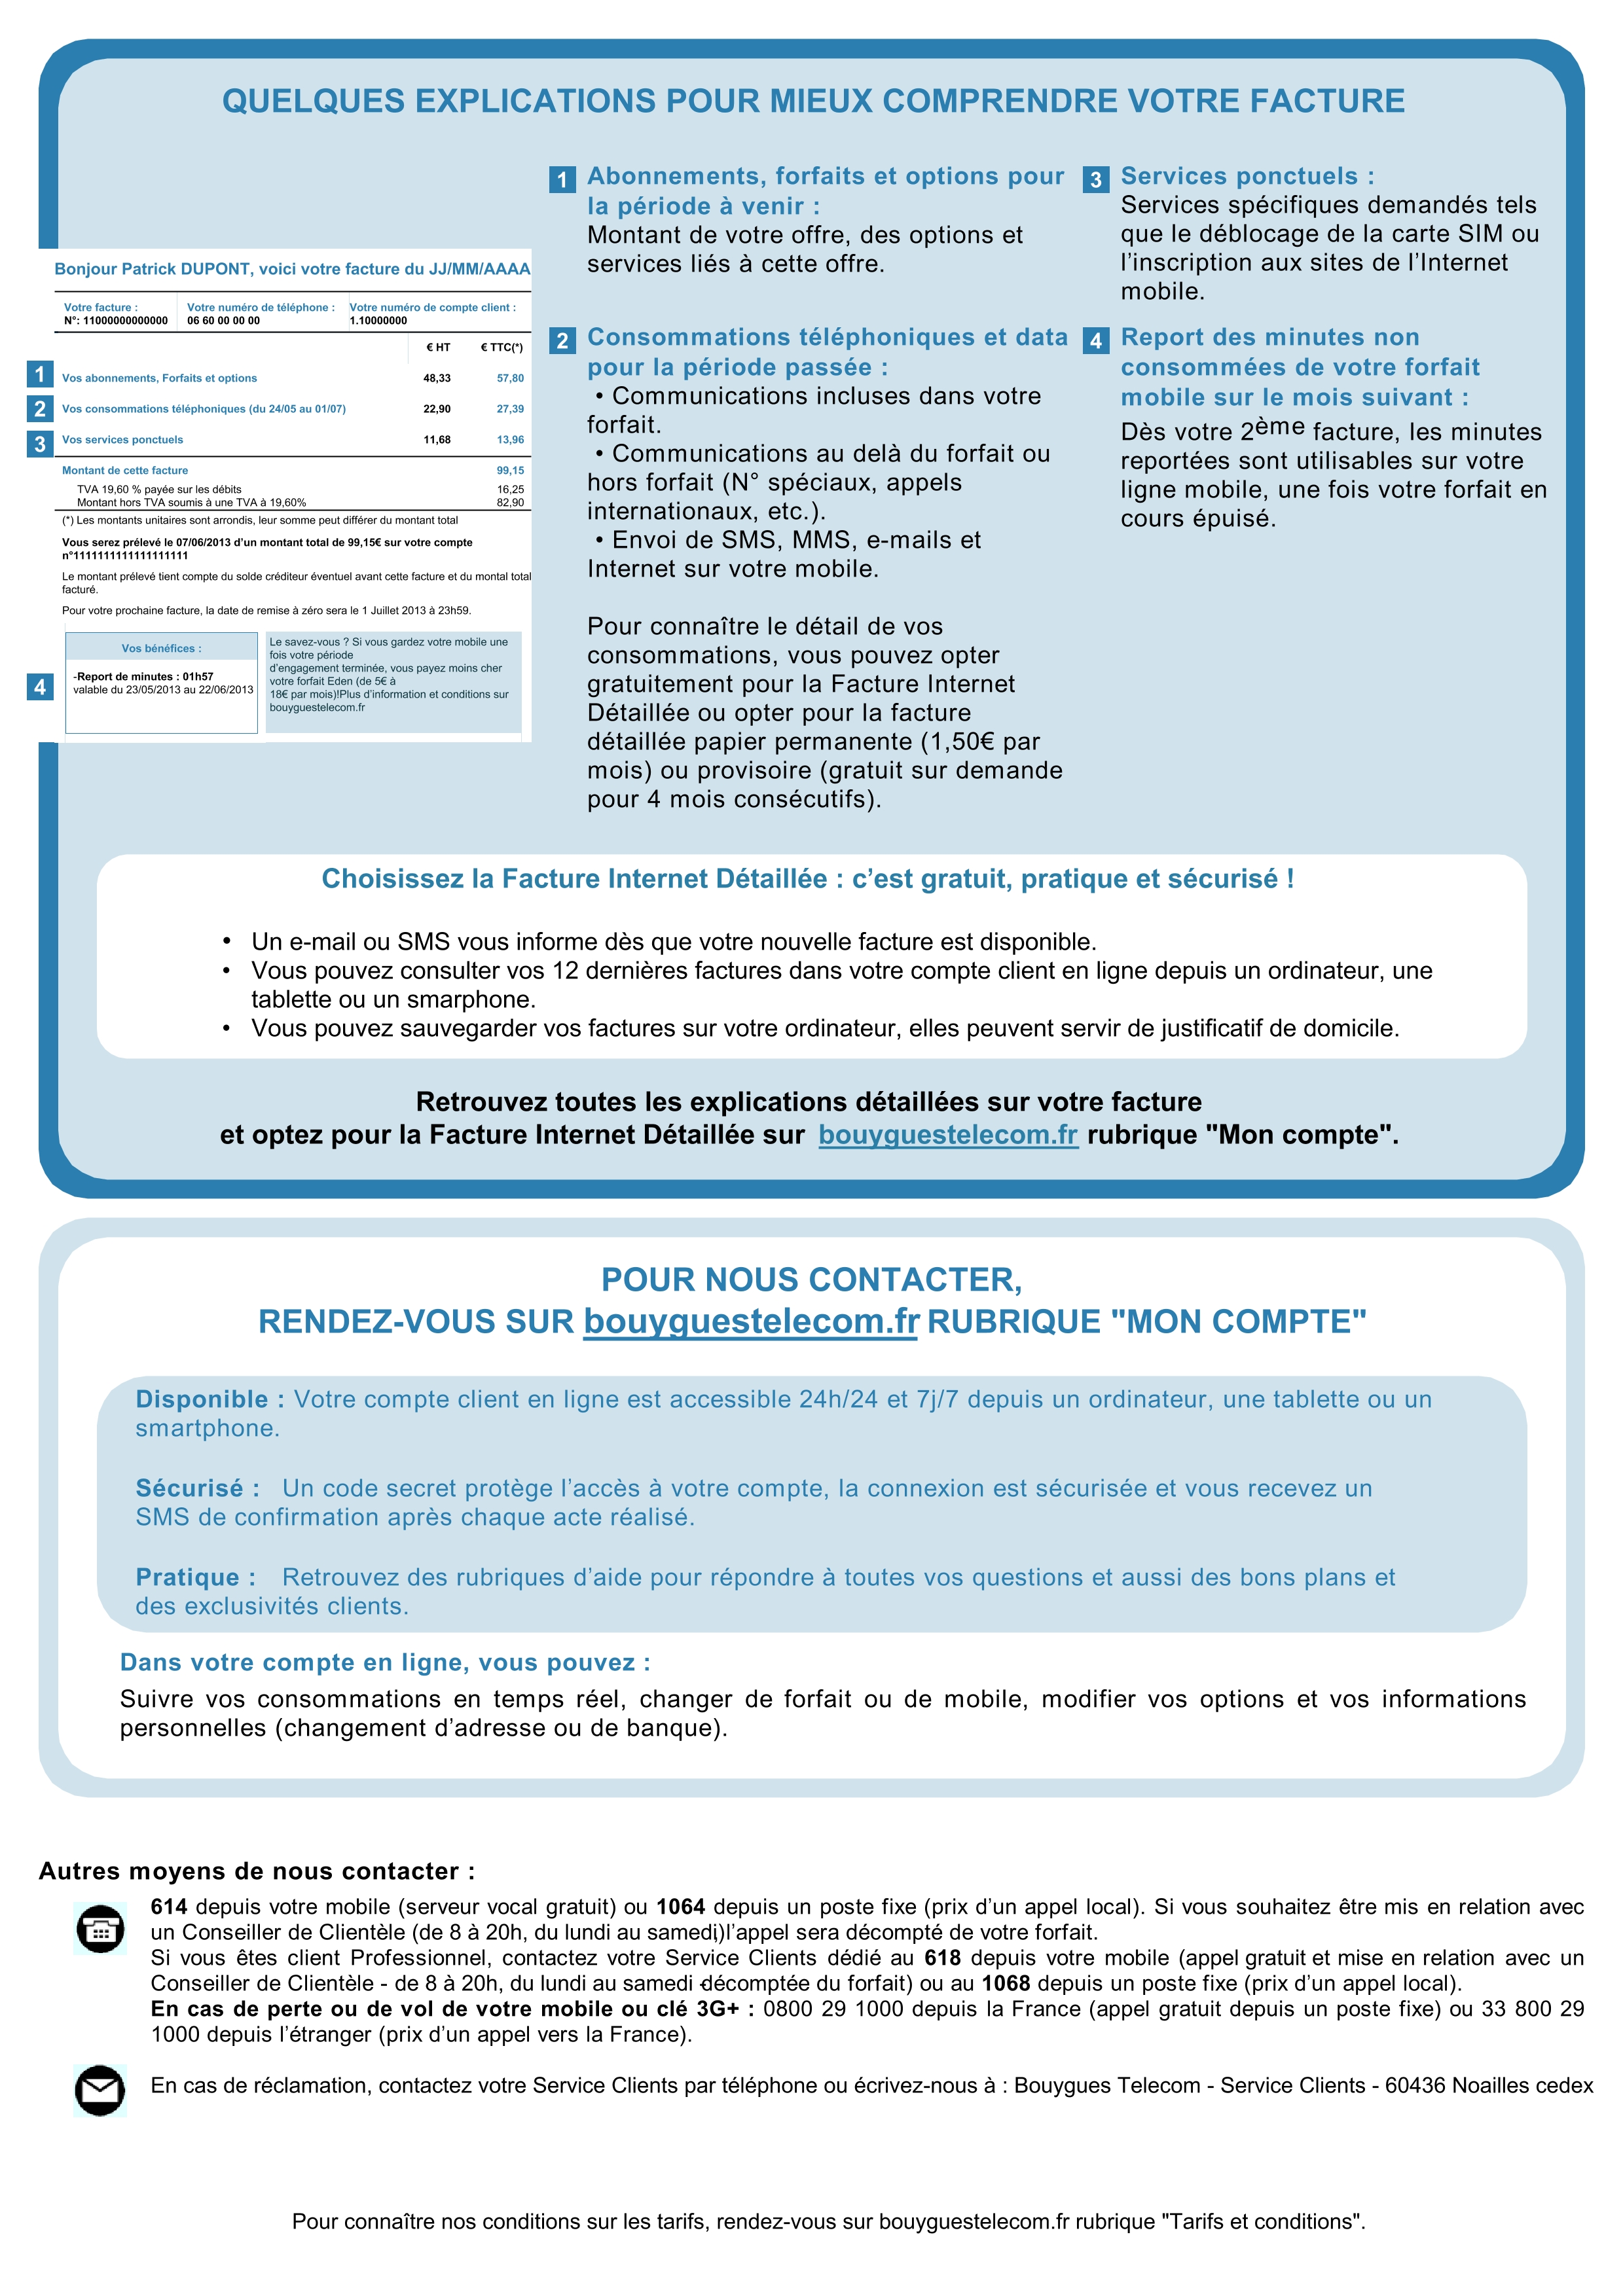 QUELQUES EXPLICATIONS POUR MIEUX COMPRENDRE VOTRE FACTURE
Bonjour Patrick DUPONT, voici votre facture du JJ/MM/AAAA
Votre facture : Votre numéro de téléphone : Votre numéro de compte client :
N°: 11000000000000 06 60 00 00 00 1.10000000
€ HT € TTC(*)
1 Vos abonnements, Forfaits et options 48,33 57,80
2 Vos consommations téléphoniques (du 24/05 au 01/07) 22,90 27,39
3 Vos services ponctuels 11,68 13,96
Montant de cette facture 99,15
TVA 19,60 % payée sur les débits 16,25
Montant hors TVA soumis à une TVA à 19,60% 82,90
(*) Les montants unitaires sont arrondis, leur somme peut différer du montant total
Vous serez prélevé le 07/06/2013 d’un montant total de 99,15€ sur votre compte
n°1111111111111111111
Le montant prélevé tient compte du solde créditeur éventuel avant cette facture et du montal total
facturé.
Pour votre prochaine facture, la date de remise à zéro sera le 1 Juillet 2013 à 23h59.
4
Vos bénéfices :
-Report de minutes : 01h57
valable du 23/05/2013 au 22/06/2013
Le savez-vous ? Si vous gardez votre mobile une
fois votre période
d’engagement terminée, vous payez moins cher
votre forfait Eden (de 5€ à
18€ par mois)!Plus d’information et conditions sur
bouyguestelecom.fr
1 Abonnements, forfaits et options pour
la période à venir :
Montant de votre offre, des options et
services liés à cette offre.
2 Consommations téléphoniques et data
pour la période passée :
• Communications incluses dans votre
forfait.
• Communications au delà du forfait ou
hors forfait (N° spéciaux, appels
internationaux, etc.).
• Envoi de SMS, MMS, e-mails et
Internet sur votre mobile.
Pour connaître le détail de vos
consommations, vous pouvez opter
gratuitement pour la Facture Internet
Détaillée ou opter pour la facture
détaillée papier permanente (1,50€ par
mois) ou provisoire (gratuit sur demande
pour 4 mois consécutifs).
3 Services ponctuels :
Services spécifiques demandés tels
que le déblocage de la carte SIM ou
l’inscription aux sites de l’Internet
mobile.
4 Report des minutes non
consommées de votre forfait
mobile sur le mois suivant :
Dès votre 2ème facture, les minutes
reportées sont utilisables sur votre
ligne mobile, une fois votre forfait en
cours épuisé.
Choisissez la Facture Internet Détaillée : c’est gratuit, pratique et sécurisé !
• Un e-mail ou SMS vous informe dès que votre nouvelle facture est disponible.
• Vous pouvez consulter vos 12 dernières factures dans votre compte client en ligne depuis un ordinateur, une
tablette ou un smarphone.
• Vous pouvez sauvegarder vos factures sur votre ordinateur, elles peuvent servir de justificatif de domicile.
Retrouvez toutes les explications détaillées sur votre facture
et optez pour la Facture Internet Détaillée sur bouyguestelecom.fr rubrique "Mon compte".
POUR NOUS CONTACTER,
RENDEZ-VOUS SUR bouyguestelecom.fr RUBRIQUE "MON COMPTE"
Disponible : Votre compte client en ligne est accessible 24h/24 et 7j/7 depuis un ordinateur, une tablette ou un
smartphone.
Sécurisé : Un code secret protège l’accès à votre compte, la connexion est sécurisée et vous recevez un
SMS de confirmation après chaque acte réalisé.
Pratique : Retrouvez des rubriques d’aide pour répondre à toutes vos questions et aussi des bons plans et
des exclusivités clients.
Dans votre compte en ligne, vous pouvez :
Suivre vos consommations en temps réel, changer de forfait ou de mobile, modifier vos options et vos informations
personnelles (changement d’adresse ou de banque).
Autres moyens de nous contacter :
614 depuis votre mobile (serveur vocal gratuit) ou 1064 depuis un poste fixe (prix d’un appel local). Si vous souhaitez être mis en relation avec
un Conseiller de Clientèle (de 8 à 20h, du lundi au samedi), l’appel sera décompté de votre forfait.
Si vous êtes client Professionnel, contactez votre Service Clients dédié au 618 depuis votre mobile (appel gratuit et mise en relation avec un
Conseiller de Clientèle - de 8 à 20h, du lundi au samedi - décomptée du forfait) ou au 1068 depuis un poste fixe (prix d’un appel local).
En cas de perte ou de vol de votre mobile ou clé 3G+ : 0800 29 1000 depuis la France (appel gratuit depuis un poste fixe) ou 33 800 29
1000 depuis l’étranger (prix d’un appel vers la France).
En cas de réclamation, contactez votre Service Clients par téléphone ou écrivez-nous à : Bouygues Telecom - Service Clients - 60436 Noailles cedex
Pour connaître nos conditions sur les tarifs, rendez-vous sur bouyguestelecom.fr rubrique "Tarifs et conditions".